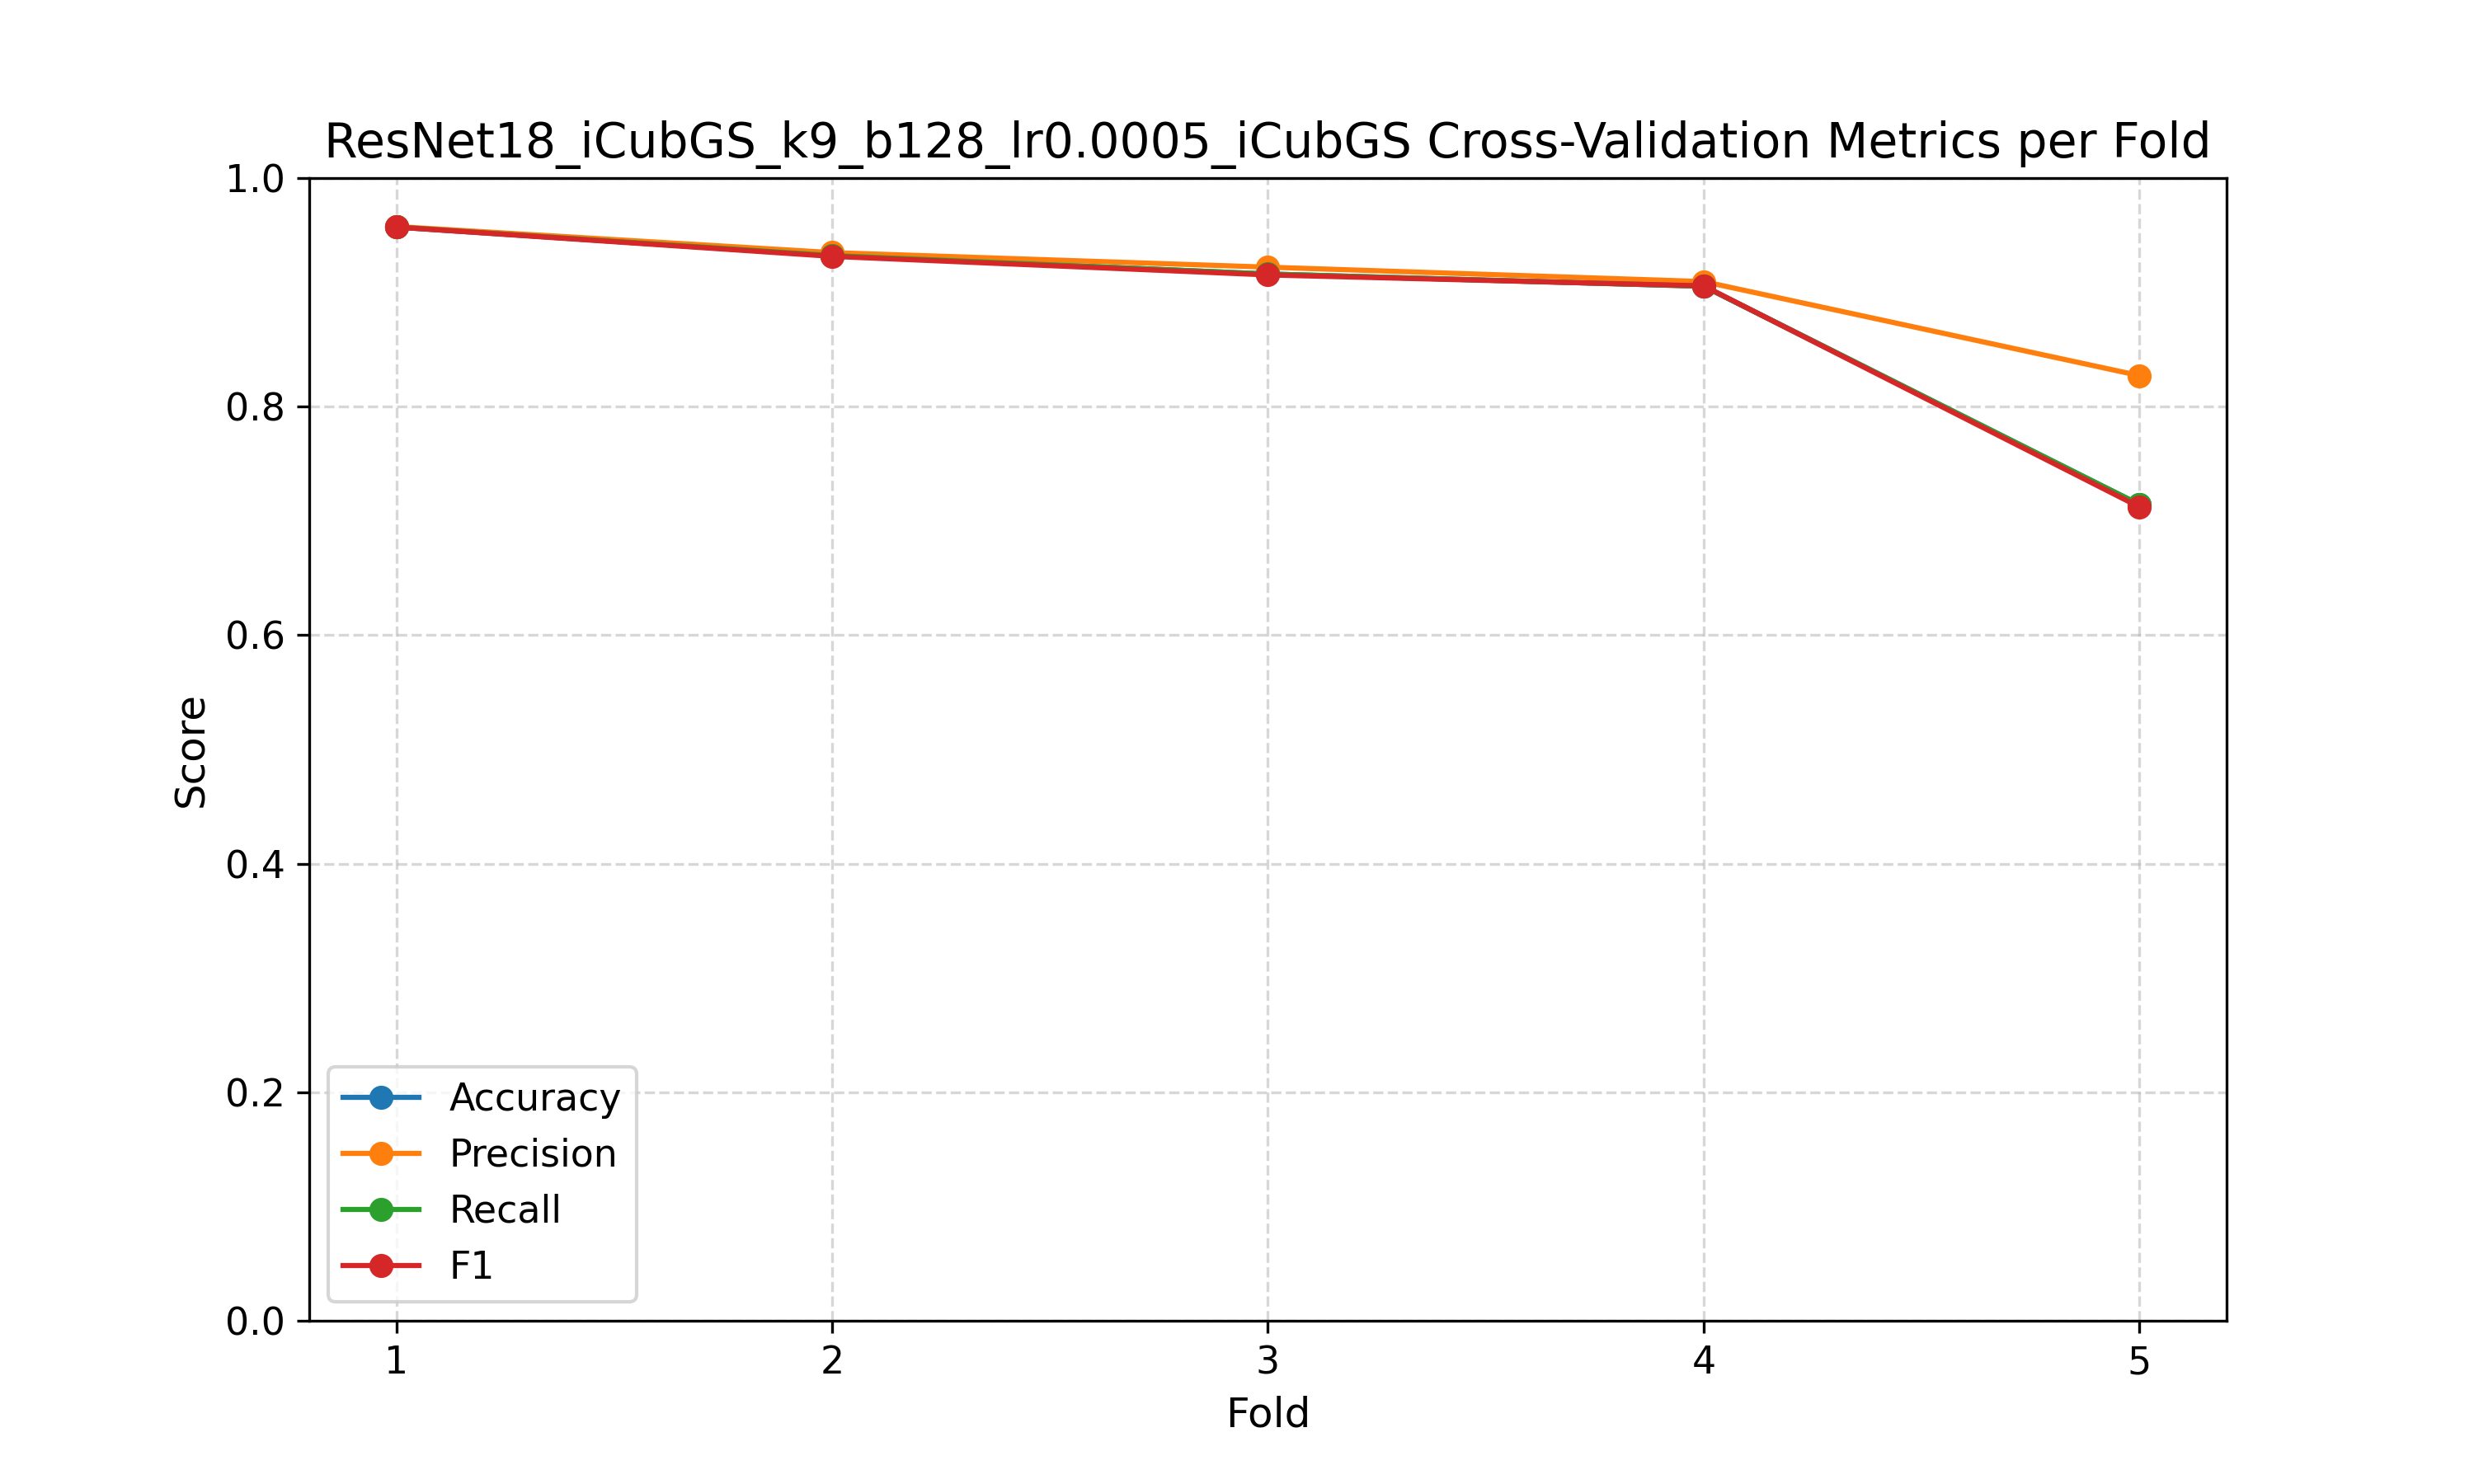 ResNet18_iCubGS_k9_b128_lr0.0005_iCubGS Cross-Validation Metrics per Fold
1.0
0.8
0.6
0.4
0.2
0.0
Score
Accuracy
Precision
Recall
F1
1 2 3 4 5
Fold